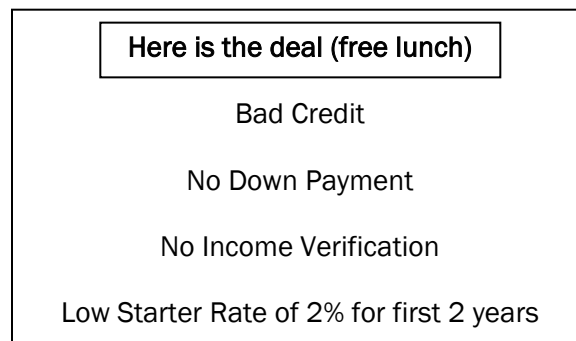 Here is the deal (free lunch)
Bad Credit
No Down Payment
No Income Verification
Low Starter Rate of 2% for first 2 years